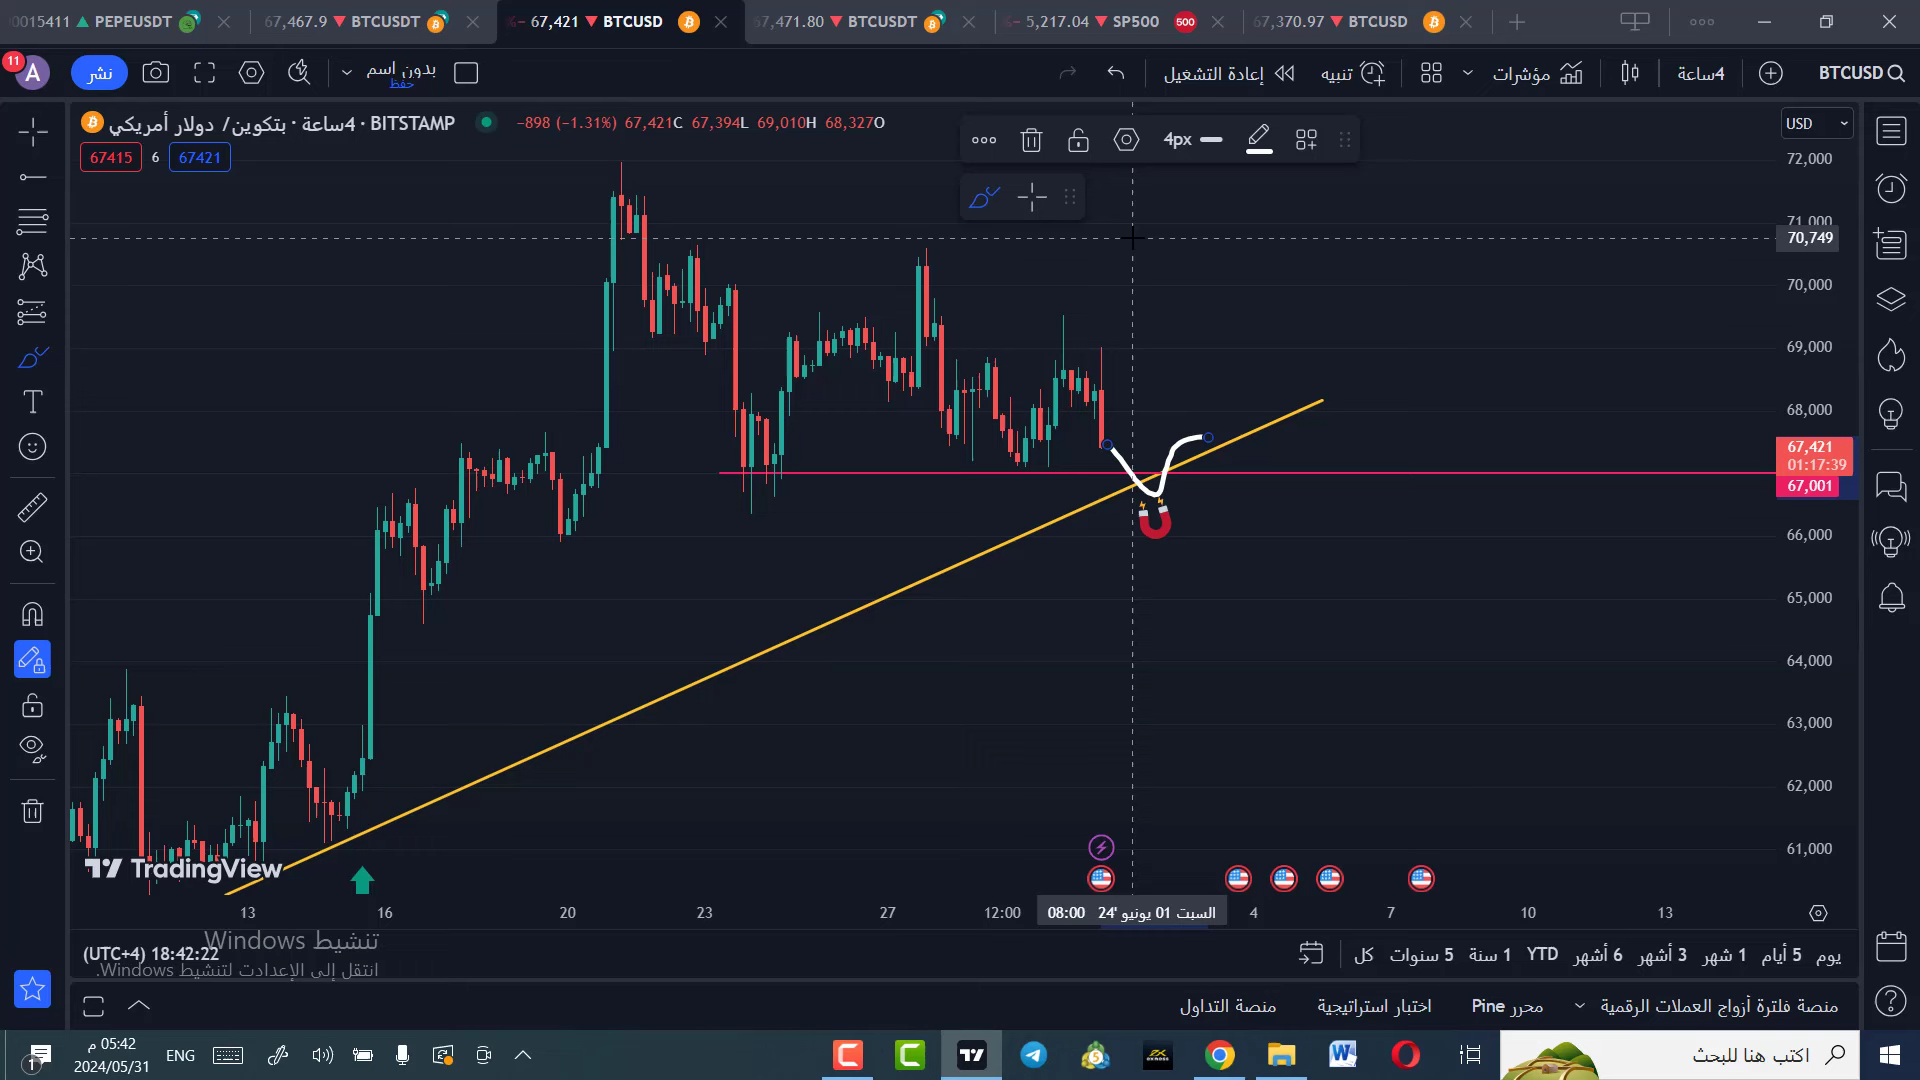 PEPEUSDT ▲ 0015411
BTCUSDT ▼ 67,467.9
BTCUSD ▼ 67,421
BTCUSDT ▼ 67,471.80
SP500 ▼ 5,217.04
500
BTCUSD ▼ 67,370.97
11
A
نشر
بدون اسم
حفظ
إعادة التشغيل
تنبيه
مؤشرات
4ساعة
BTCUSD
بتكوين/ دولار أمريكي · 4ساعة · BITSTAMP
−898 (−1.31%) 67,421C 67,394L 69,010H 68,327O
67415 6 67421
4px
USD
72,000
71,000
70,749
70,000
69,000
68,000
67,421
01:17:39
67,001
66,000
65,000
64,000
63,000
62,000
61,000
TradingView
13 16 20 23 27 12:00 السبت 01 يونيو '24 08:00 4 7 10 13
تنشيط Windows
انتقل إلى الإعدادت لتنشيط Windows.
18:42:22 (UTC+4)
يوم 5 أيام 1 شهر 3 أشهر 6 أشهر YTD 1 سنة 5 سنوات كل
منصة فلترة أزواج العملات الرقمية
محرر Pine
اختبار استراتيجية
منصة التداول
05:42 م
2024/05/31
1
ENG
exness
اكتب هنا للبحث